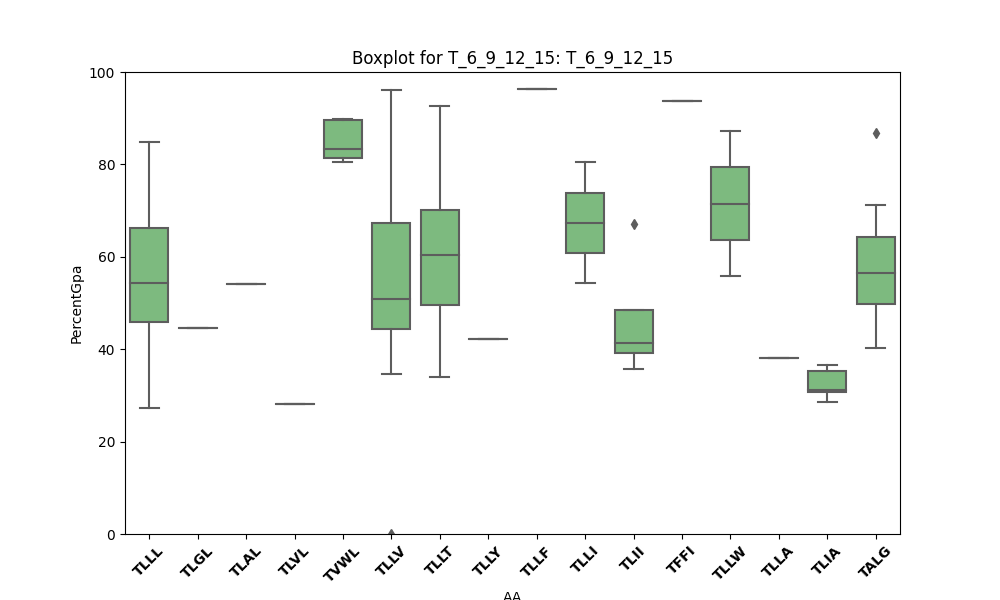 Boxplot for T_6_9_12_15: T_6_9_12_15
100
80
60
40
20
0
PercentGpa
TLLL
TLGL
TLAL
TLVL
TVWL
TLLV
TLLT
TLLY
TLLF
TLLI
TLII
TFFI
TLLW
TLLA
TLIA
TALG
AA